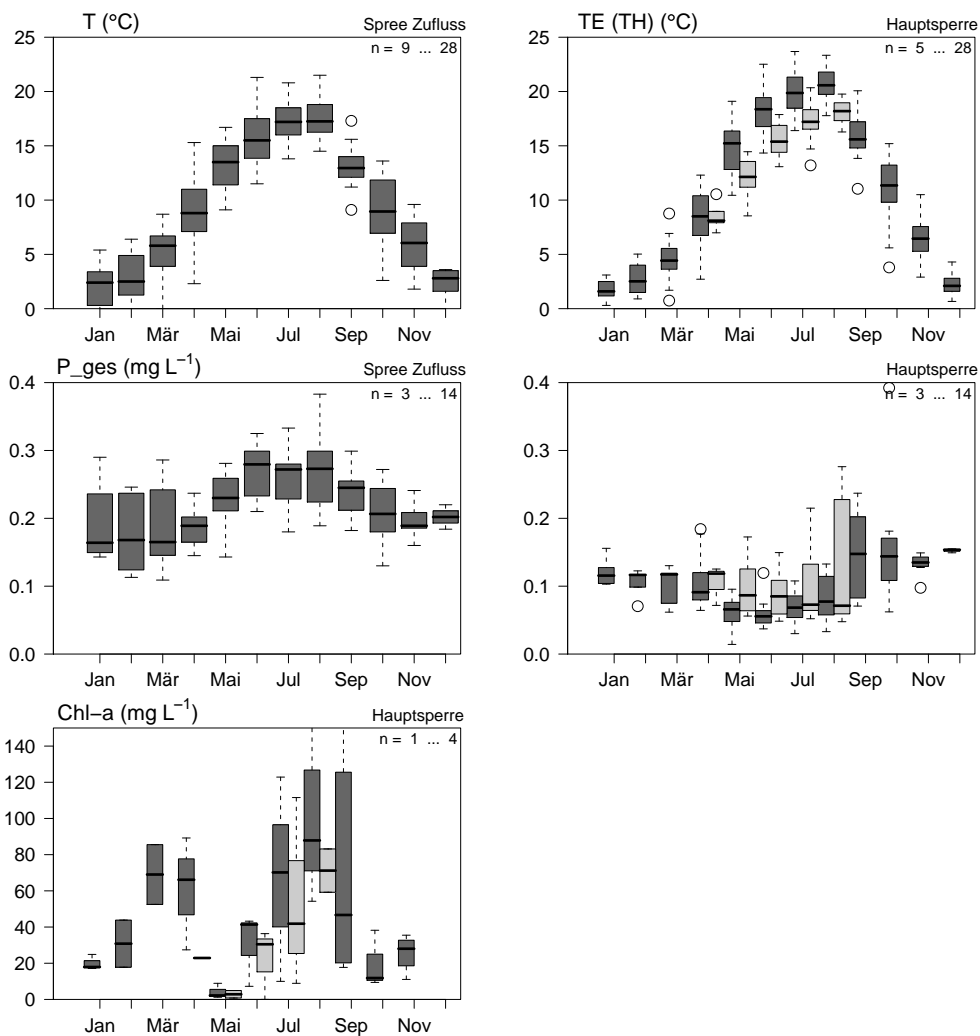 T (°C)
Spree Zufluss
n = 9 ... 28
25
20
15
10
5
0
Jan Mär Mai Jul Sep Nov
TE (TH) (°C)
Hauptsperre
n = 5 ... 28
25
20
15
10
5
0
Jan Mär Mai Jul Sep Nov
P_ges (mg L⁻¹)
Spree Zufluss
n = 3 ... 14
0.4
0.3
0.2
0.1
0.0
Jan Mär Mai Jul Sep Nov
Hauptsperre
n = 3 ... 14
0.4
0.3
0.2
0.1
0.0
Jan Mär Mai Jul Sep Nov
Chl−a (mg L⁻¹)
Hauptsperre
n = 1 ... 4
140
120
100
80
60
40
20
0
Jan Mär Mai Jul Sep Nov